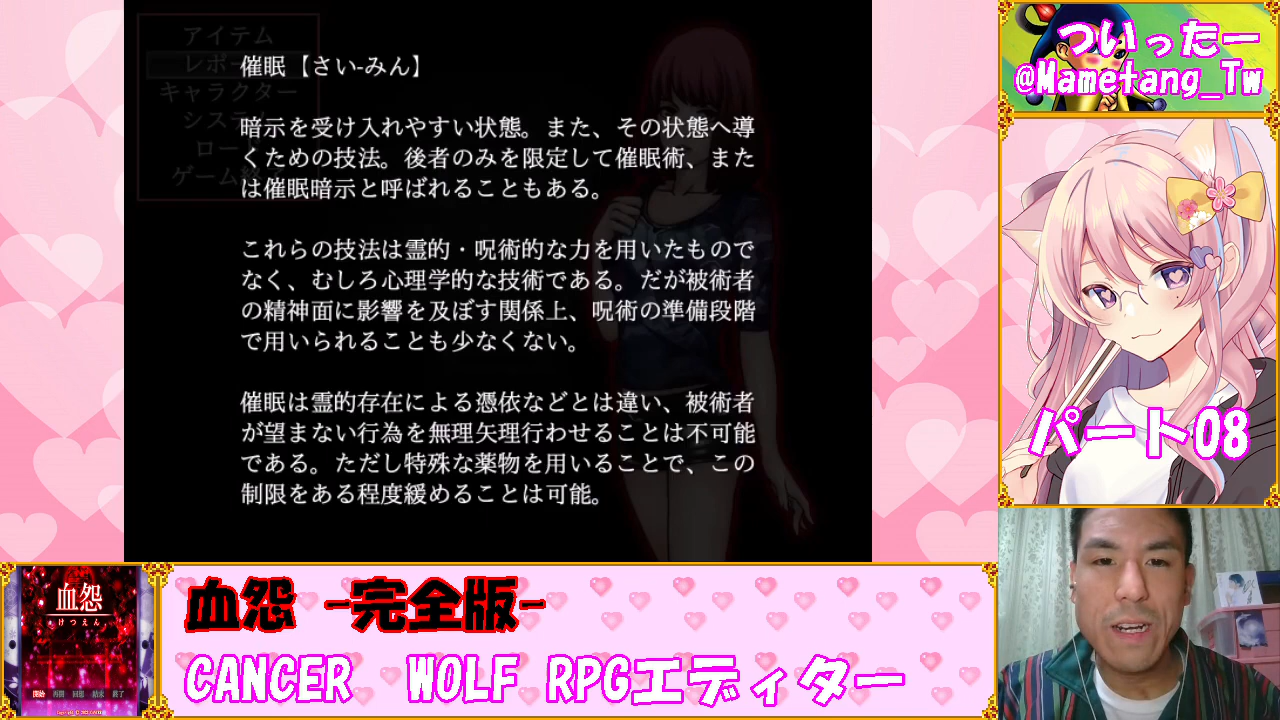 アイテム
レポー
キャラクター
システ
ロード
ゲーム終
催眠【さい-みん】
暗示を受け入れやすい状態。また、その状態へ導
くための技法。後者のみを限定して催眠術、また
は催眠暗示と呼ばれることもある。
これらの技法は霊的・呪術的な力を用いたもので
なく、むしろ心理学的な技術である。だが被術者
の精神面に影響を及ぼす関係上、呪術の準備段階
で用いられることも少なくない。
催眠は霊的存在による憑依などとは違い、被術者
が望まない行為を無理矢理行わせることは不可能
である。ただし特殊な薬物を用いることで、この
制限をある程度緩めることは可能。
ついったー
@Mametang_Tw
パート08
血怨
けつえん
開始 再開 回想 結末 終了
血怨 -完全版-
CANCER WOLF RPGエディター